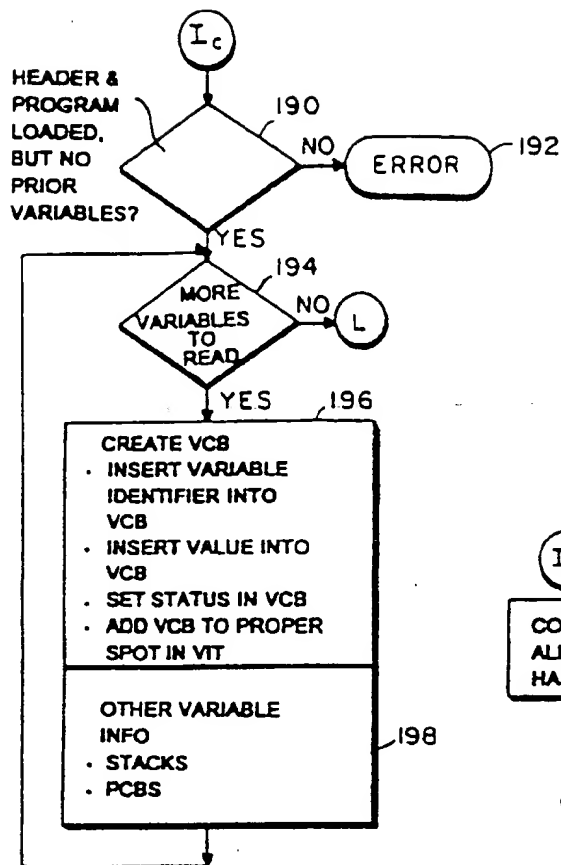 Ic
HEADER &
PROGRAM
LOADED,
BUT NO
PRIOR
VARIABLES?
190
NO
ERROR
192
YES
194
MORE
VARIABLES
TO
READ
NO
L
YES
196
CREATE VCB
· INSERT VARIABLE
IDENTIFIER INTO
VCB
· INSERT VALUE INTO
VCB
· SET STATUS IN VCB
· ADD VCB TO PROPER
SPOT IN VIT
OTHER VARIABLE
INFO
· STACKS
· PCBS
198